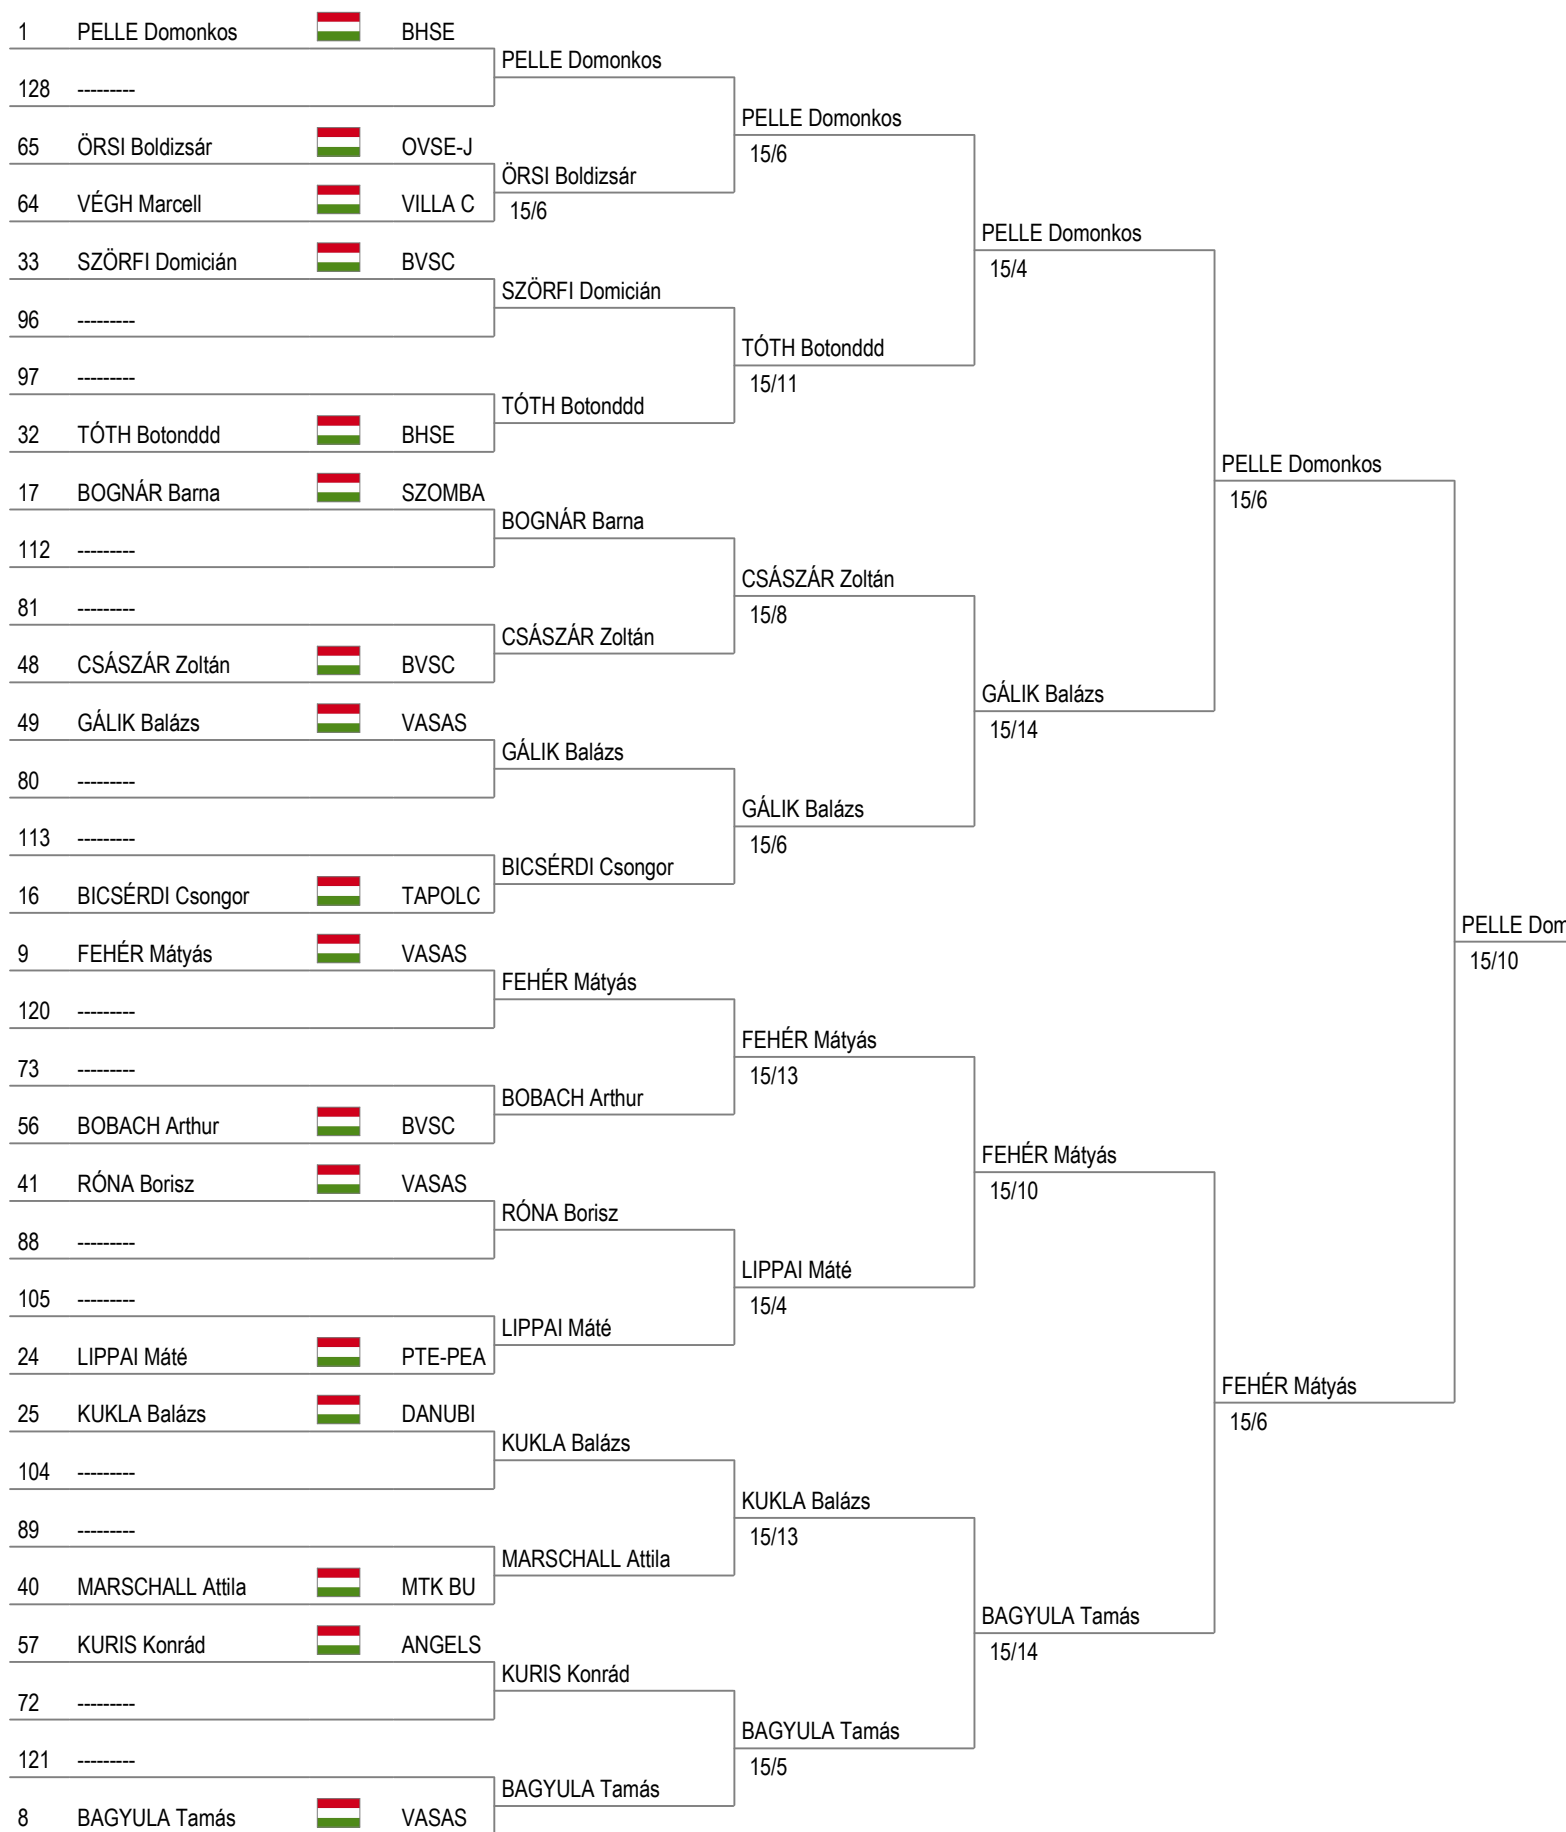 1 PELLE Domonkos BHSE
PELLE Domonkos
128 ---------
PELLE Domonkos
65 ÖRSI Boldizsár OVSE-J
15/6
ÖRSI Boldizsár
64 VÉGH Marcell VILLA C
15/6
PELLE Domonkos
33 SZÖRFI Domicián BVSC
15/4
SZÖRFI Domicián
96 ---------
TÓTH Botonddd
97 ---------
15/11
TÓTH Botonddd
32 TÓTH Botonddd BHSE
PELLE Domonkos
17 BOGNÁR Barna SZOMBA
15/6
BOGNÁR Barna
112 ---------
CSÁSZÁR Zoltán
81 ---------
15/8
CSÁSZÁR Zoltán
48 CSÁSZÁR Zoltán BVSC
GÁLIK Balázs
49 GÁLIK Balázs VASAS
15/14
GÁLIK Balázs
80 ---------
GÁLIK Balázs
113 ---------
15/6
BICSÉRDI Csongor
16 BICSÉRDI Csongor TAPOLC
PELLE Dom
9 FEHÉR Mátyás VASAS
15/10
FEHÉR Mátyás
120 ---------
FEHÉR Mátyás
73 ---------
15/13
BOBACH Arthur
56 BOBACH Arthur BVSC
FEHÉR Mátyás
41 RÓNA Borisz VASAS
15/10
RÓNA Borisz
88 ---------
LIPPAI Máté
105 ---------
15/4
LIPPAI Máté
24 LIPPAI Máté PTE-PEA
FEHÉR Mátyás
25 KUKLA Balázs DANUBI
15/6
KUKLA Balázs
104 ---------
KUKLA Balázs
89 ---------
15/13
MARSCHALL Attila
40 MARSCHALL Attila MTK BU
BAGYULA Tamás
57 KURIS Konrád ANGELS
15/14
KURIS Konrád
72 ---------
BAGYULA Tamás
121 ---------
15/5
BAGYULA Tamás
8 BAGYULA Tamás VASAS